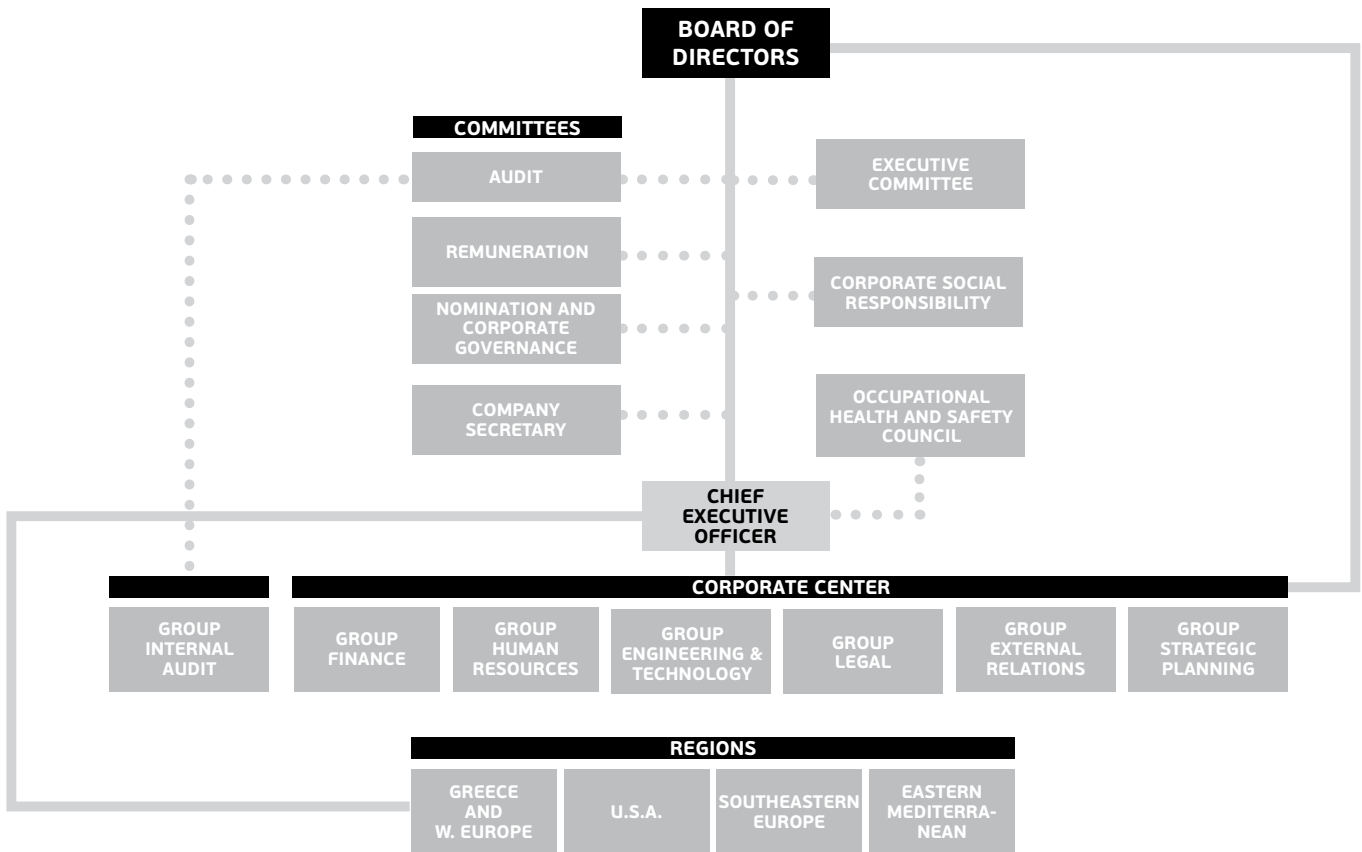 BOARD OF
DIRECTORS
COMMITTEES
AUDIT
REMUNERATION
NOMINATION AND
CORPORATE
GOVERNANCE
COMPANY
SECRETARY
EXECUTIVE
COMMITTEE
CORPORATE SOCIAL
RESPONSIBILITY
OCCUPATIONAL
HEALTH AND SAFETY
COUNCIL
CHIEF
EXECUTIVE
OFFICER
CORPORATE CENTER
GROUP
INTERNAL
AUDIT
GROUP
FINANCE
GROUP
HUMAN
RESOURCES
GROUP
ENGINEERING &
TECHNOLOGY
GROUP
LEGAL
GROUP
EXTERNAL
RELATIONS
GROUP
STRATEGIC
PLANNING
REGIONS
GREECE
AND
W. EUROPE
U.S.A.
SOUTHEASTERN
EUROPE
EASTERN
MEDITERRA-
NEAN